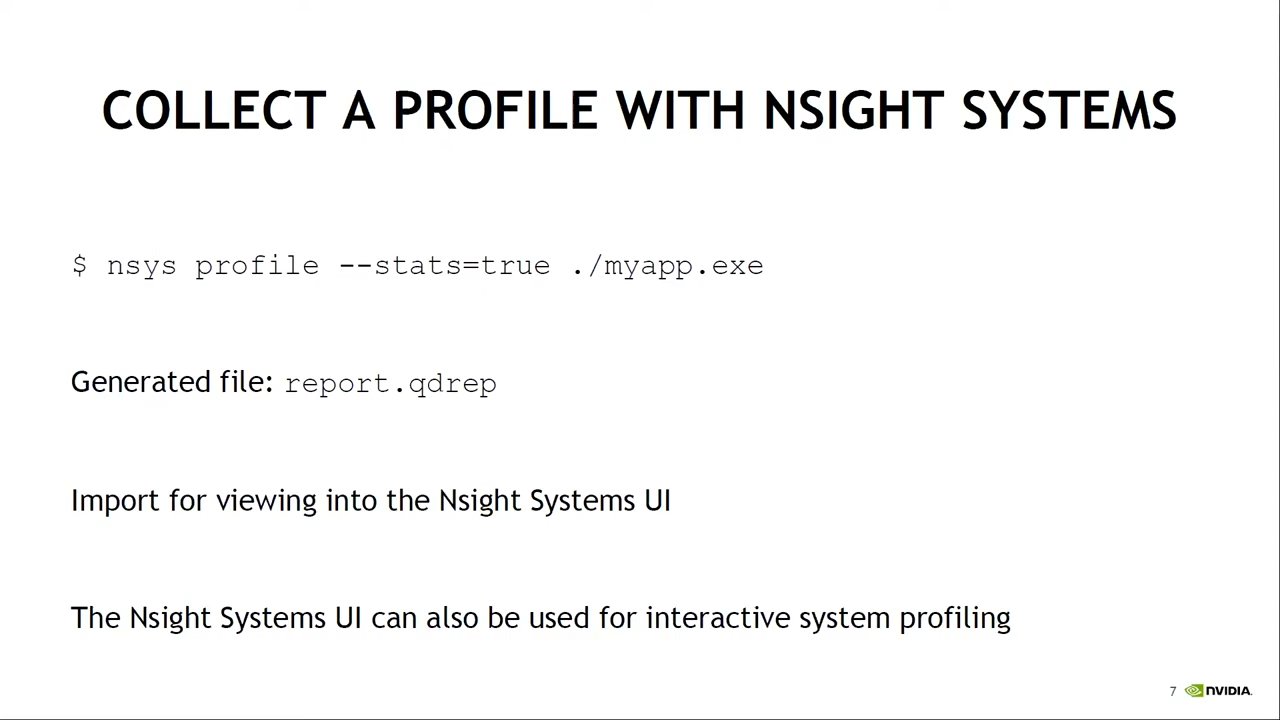 COLLECT A PROFILE WITH NSIGHT SYSTEMS
$ nsys profile --stats=true ./myapp.exe
Generated file: report.qdrep
Import for viewing into the Nsight Systems UI
The Nsight Systems UI can also be used for interactive system profiling
7 NVIDIA.